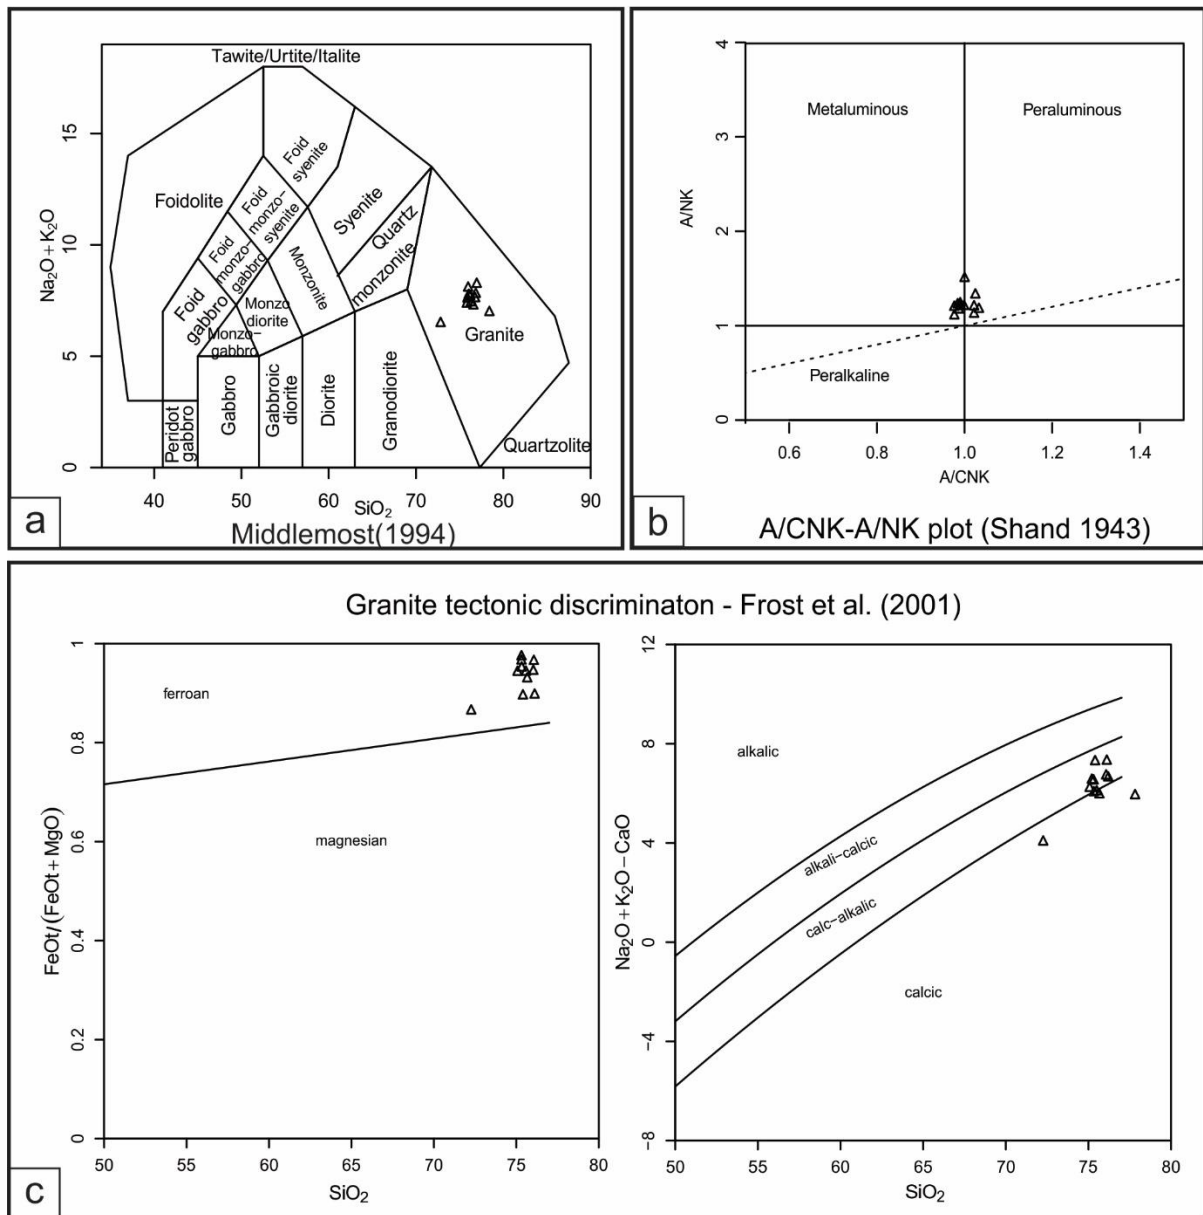 Tawite/Urtite/Italite
Foidolite
Foid
syenite
Foid
monzo-
syenite
Foid
monzo-
gabbro
Foid
gabbro
Syenite
Quartz
monzonite
Monzonite
Monzo
diorite
Monzo-
gabbro
Granite
Peridot
gabbro
Gabbro
Gabbroic
diorite
Diorite
Granodiorite
Quartzolite
Na₂O+K₂O
0 5 10 15
40 50 60 70 80 90
SiO₂
a
Middlemost(1994)
Metaluminous
Peraluminous
Peralkaline
A/NK
0 1 2 3 4
0.6 0.8 1.0 1.2 1.4
A/CNK
b
A/CNK-A/NK plot (Shand 1943)
Granite tectonic discriminaton - Frost et al. (2001)
ferroan
magnesian
FeOt/(FeOt+MgO)
0 0.2 0.4 0.6 0.8 1
50 55 60 65 70 75 80
SiO₂
c
alkalic
alkali−calcic
calc−alkalic
calcic
Na₂O+K₂O−CaO
−8 −4 0 4 8 12
50 55 60 65 70 75 80
SiO₂